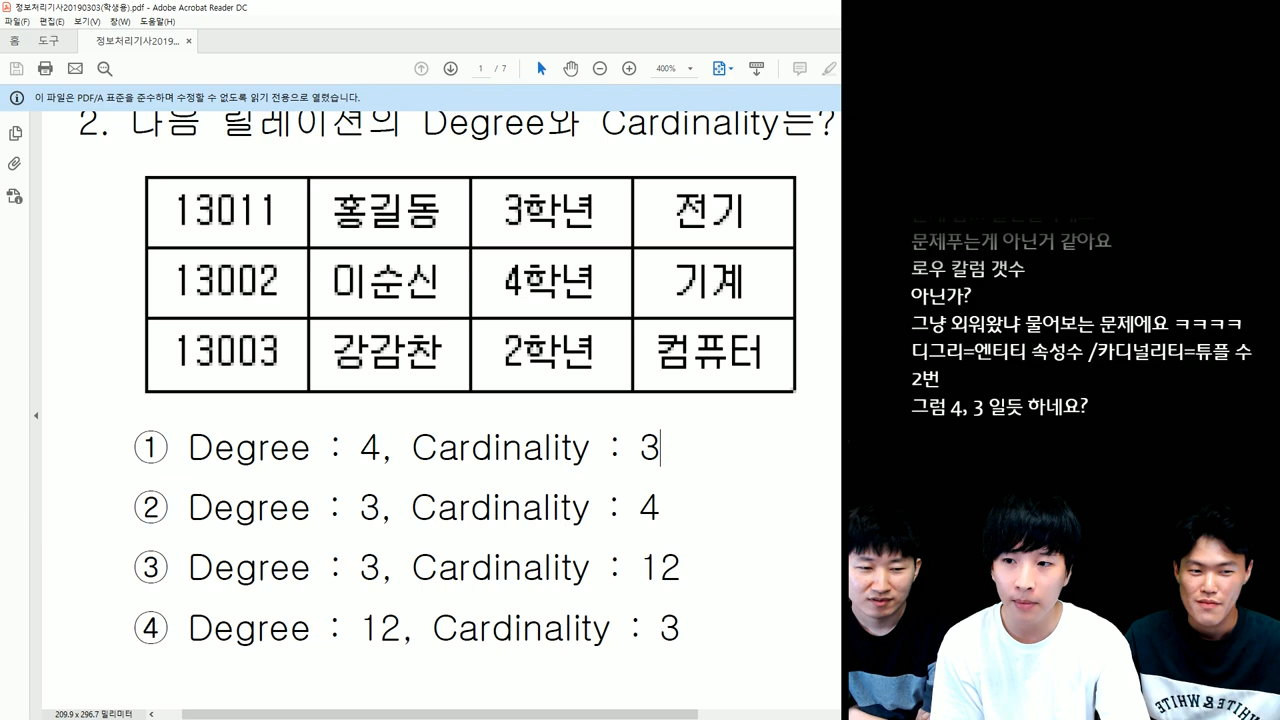 정보처리기사20190303(학생용).pdf - Adobe Acrobat Reader DC
파일(F) 편집(E) 보기(V) 창(W) 도움말(H)
홈 도구 정보처리기사2019... ×
1 / 7 400%
이 파일은 PDF/A 표준을 준수하며 수정할 수 없도록 읽기 전용으로 열렸습니다.
2. 다음 릴레이션의 Degree와 Cardinality는?
13011 홍길동 3학년 전기
13002 이순신 4학년 기계
13003 강감찬 2학년 컴퓨터
① Degree : 4, Cardinality : 3
② Degree : 3, Cardinality : 4
③ Degree : 3, Cardinality : 12
④ Degree : 12, Cardinality : 3
209.9 x 296.7 밀리미터
문제푸는게 아닌거 같아요
로우 칼럼 갯수
아닌가?
그냥 외워왔냐 물어보는 문제에요 ㅋㅋㅋㅋ
디그리=엔티티 속성수 /카디널리티=튜플 수
2번
그럼 4, 3 일듯 하네요?
WHITE & WHITE